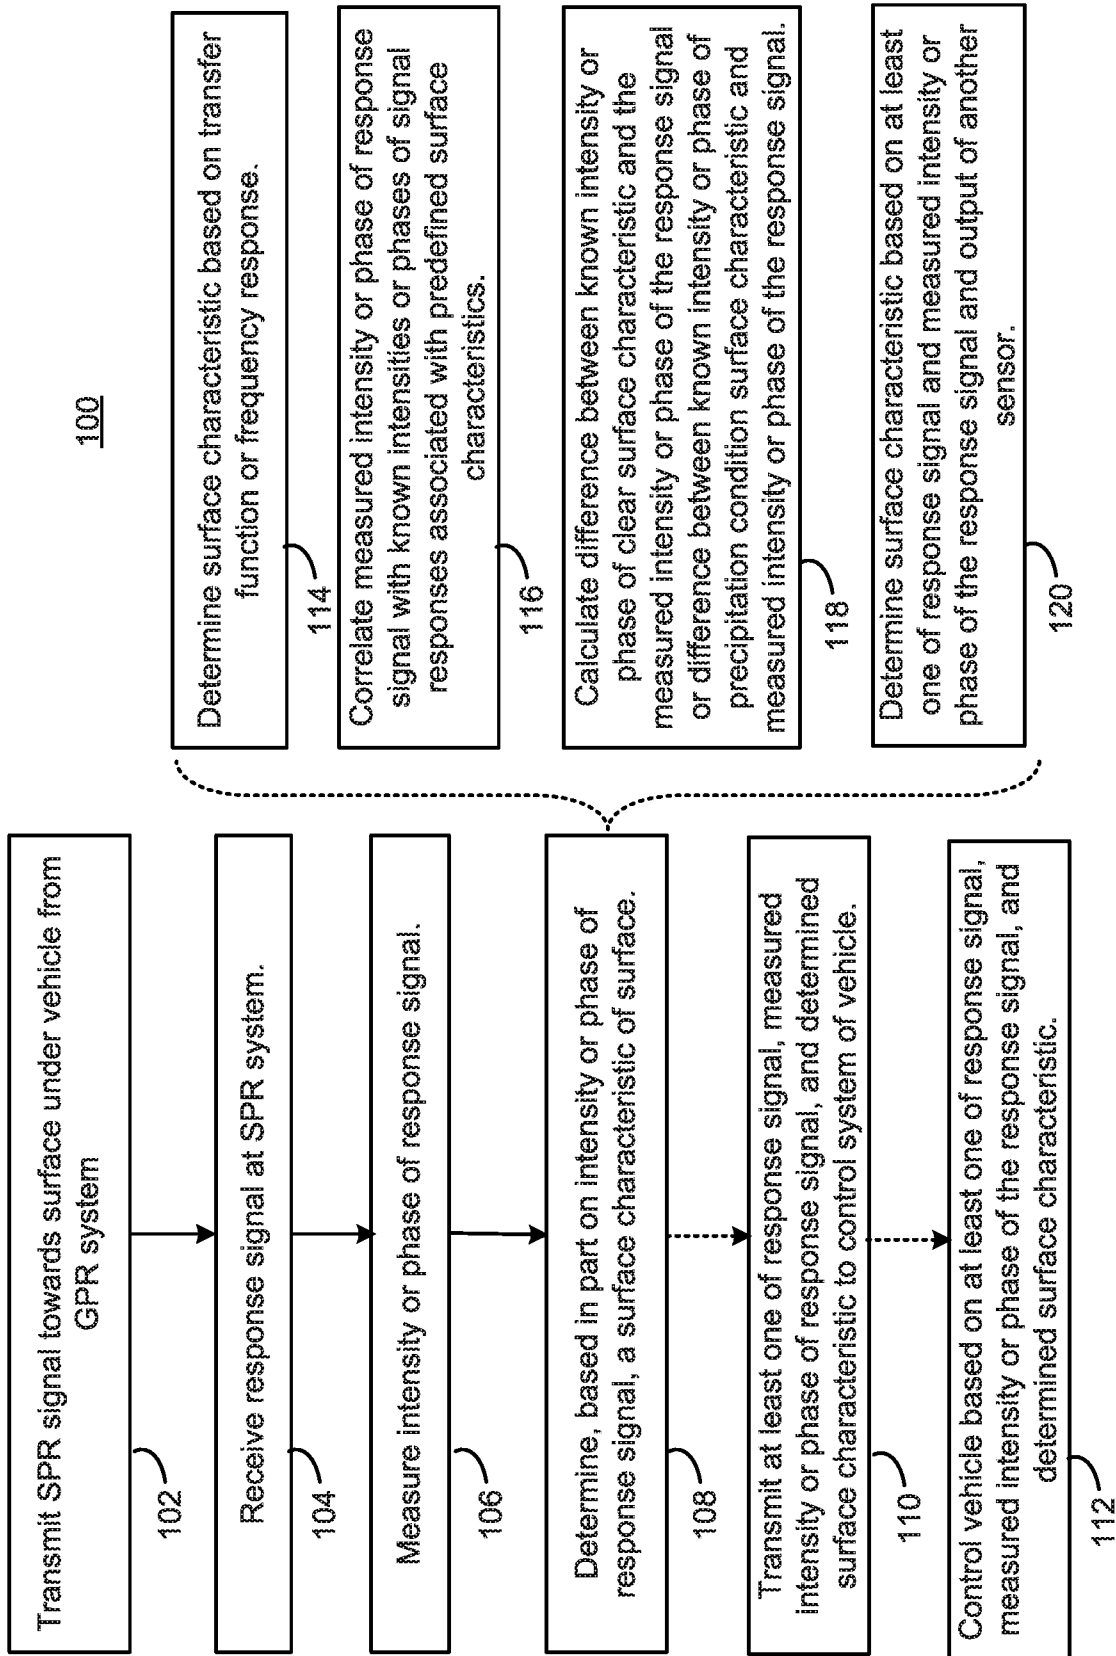 100
Transmit SPR signal towards surface under vehicle from
GPR system
102
Receive response signal at SPR system.
104
Measure intensity or phase of response signal.
106
Determine, based in part on intensity or phase of
response signal, a surface characteristic of surface.
108
Transmit at least one of response signal, measured
intensity or phase of response signal, and determined
surface characteristic to control system of vehicle.
110
Control vehicle based on at least one of response signal,
measured intensity or phase of the response signal, and
determined surface characteristic.
112
Determine surface characteristic based on transfer
function or frequency response.
114
Correlate measured intensity or phase of response
signal with known intensities or phases of signal
responses associated with predefined surface
characteristics.
116
Calculate difference between known intensity or
phase of clear surface characteristic and the
measured intensity or phase of the response signal
or difference between known intensity or phase of
precipitation condition surface characteristic and
measured intensity or phase of the response signal.
118
Determine surface characteristic based on at least
one of response signal and measured intensity or
phase of the response signal and output of another
sensor.
120